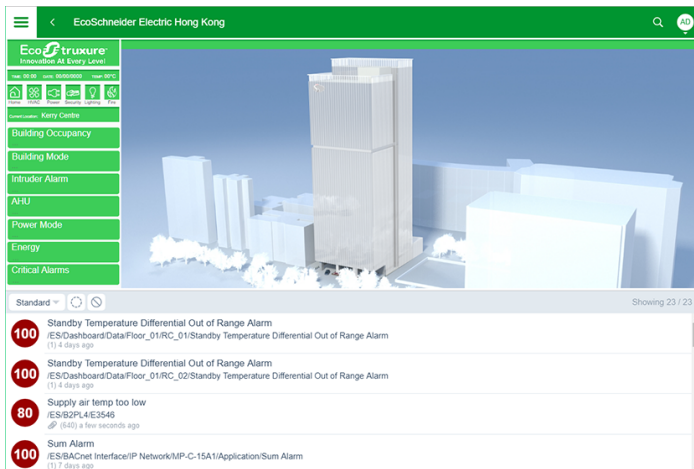 EcoSchneider Electric Hong Kong
AD
EcoStruxure
Innovation At Every Level
TIME: 00:00 DATE: 00/00/0000 TEMP: 00°C
Home HVAC Power Security Lighting Fire
Current Location: Kerry Centre
Building Occupancy
Building Mode
Intruder Alarm
AHU
Power Mode
Energy
Critical Alarms
Standard
Showing 23 / 23
100
Standby Temperature Differential Out of Range Alarm
/ES/Dashboard/Data/Floor_01/RC_01/Standby Temperature Differential Out of Range Alarm
(1) 4 days ago
100
Standby Temperature Differential Out of Range Alarm
/ES/Dashboard/Data/Floor_01/RC_02/Standby Temperature Differential Out of Range Alarm
(1) 4 days ago
80
Supply air temp too low
/ES/B2PL4/E3546
(640) a few seconds ago
100
Sum Alarm
/ES/BACnet Interface/IP Network/MP-C-15A1/Application/Sum Alarm
(1) 7 days ago